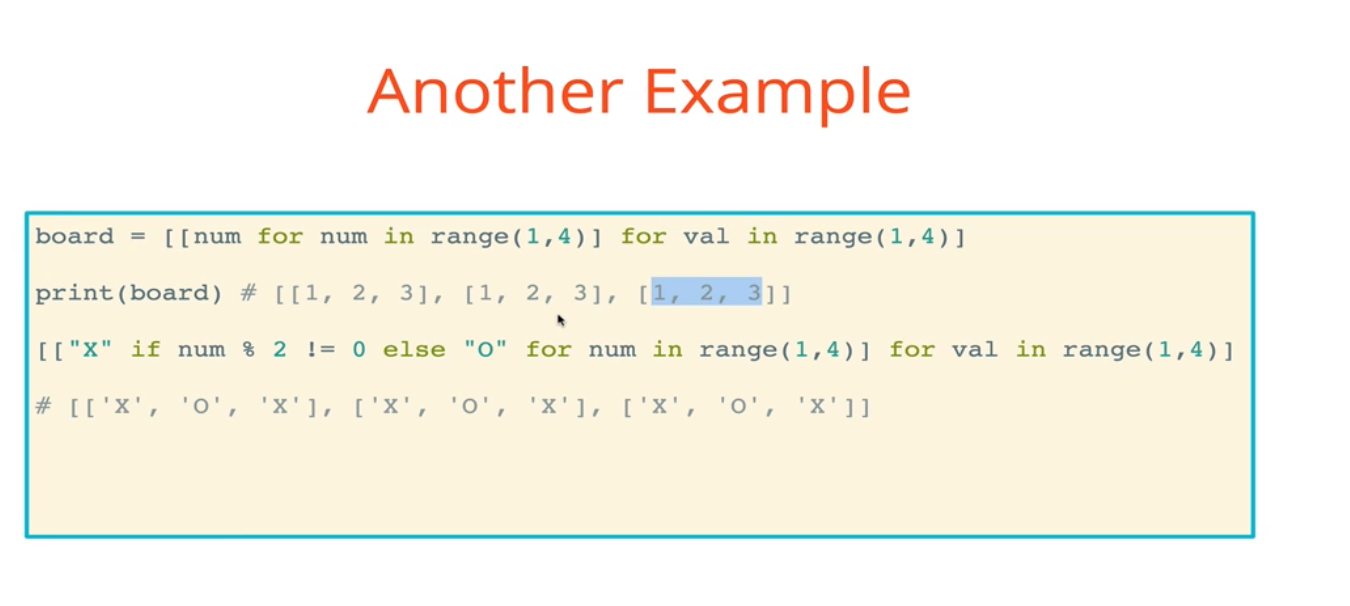 Another Example
board = [[num for num in range(1,4)] for val in range(1,4)]
print(board) # [[1, 2, 3], [1, 2, 3], [1, 2, 3]]
[["X" if num % 2 != 0 else "O" for num in range(1,4)] for val in range(1,4)]
# [['X', 'O', 'X'], ['X', 'O', 'X'], ['X', 'O', 'X']]